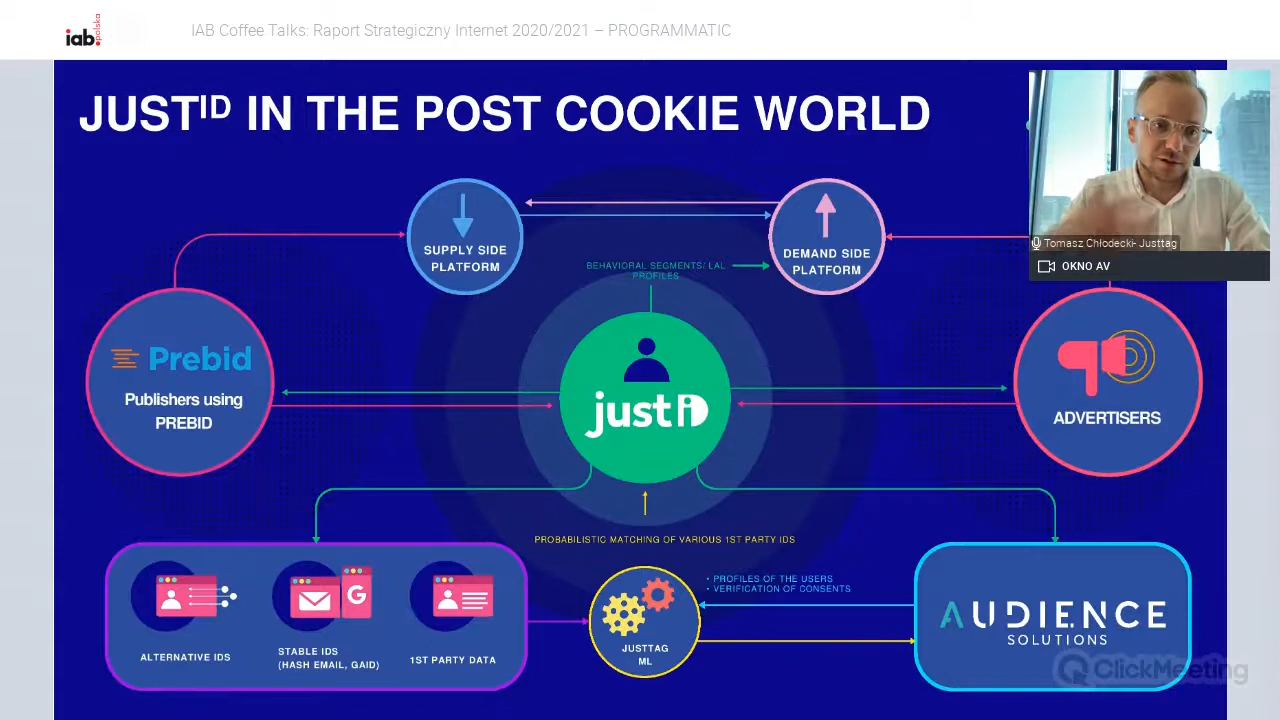 iab:
polska
IAB Coffee Talks: Raport Strategiczny Internet 2020/2021 – PROGRAMMATIC
JUSTID IN THE POST COOKIE WORLD
Tomasz Chłodecki- Justtag
OKNO AV
SUPPLY SIDE
PLATFORM
DEMAND SIDE
PLATFORM
BEHAVIORAL SEGMENTS/ LAL
PROFILES
Prebid
Publishers using
PREBID
just iD
ADVERTISERS
PROBABILISTIC MATCHING OF VARIOUS 1ST PARTY IDS
G
ALTERNATIVE IDS
STABLE IDS
(HASH EMAIL, GAID)
1ST PARTY DATA
JUSTTAG
ML
• PROFILES OF THE USERS
• VERIFICATION OF CONSENTS
AUDIENCE
SOLUTIONS
ClickMeeting